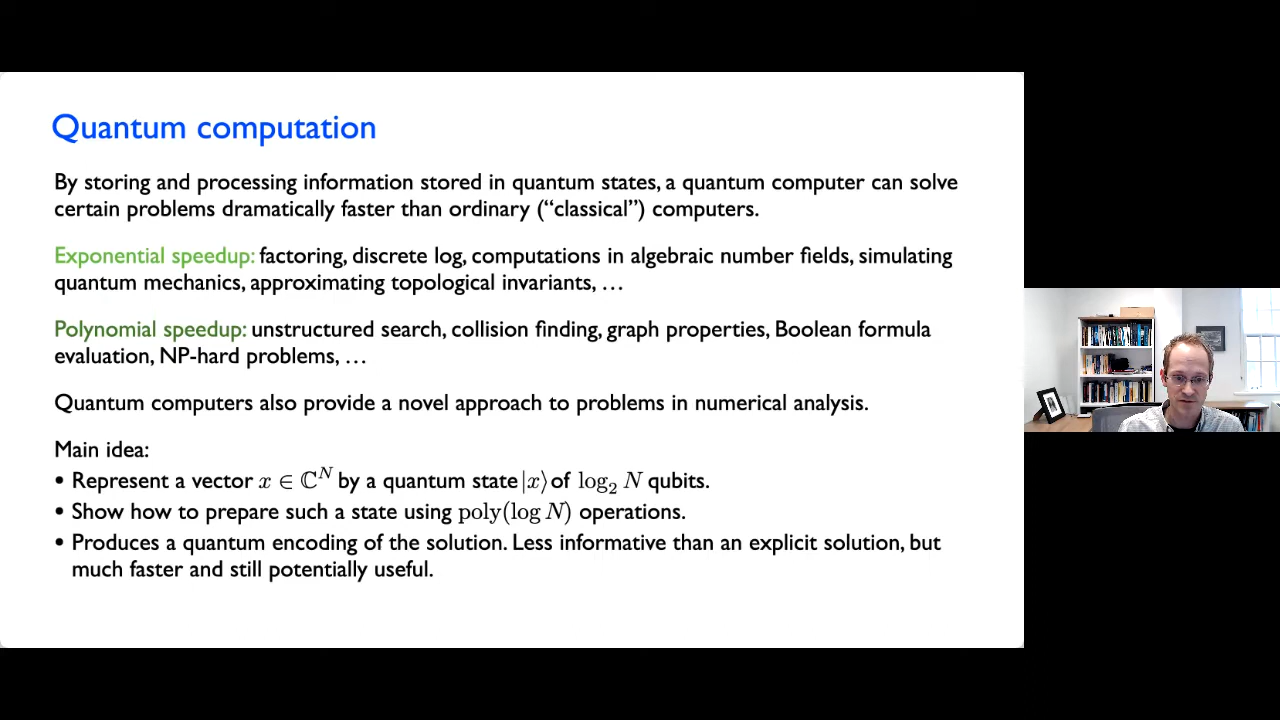 Quantum computation
By storing and processing information stored in quantum states, a quantum computer can solve
certain problems dramatically faster than ordinary (“classical”) computers.
Exponential speedup: factoring, discrete log, computations in algebraic number fields, simulating
quantum mechanics, approximating topological invariants, …
Polynomial speedup: unstructured search, collision finding, graph properties, Boolean formula
evaluation, NP-hard problems, …
Quantum computers also provide a novel approach to problems in numerical analysis.
Main idea:
• Represent a vector x ∈ ℂᴺ by a quantum state |x⟩ of log₂ N qubits.
• Show how to prepare such a state using poly(log N) operations.
• Produces a quantum encoding of the solution. Less informative than an explicit solution, but
much faster and still potentially useful.